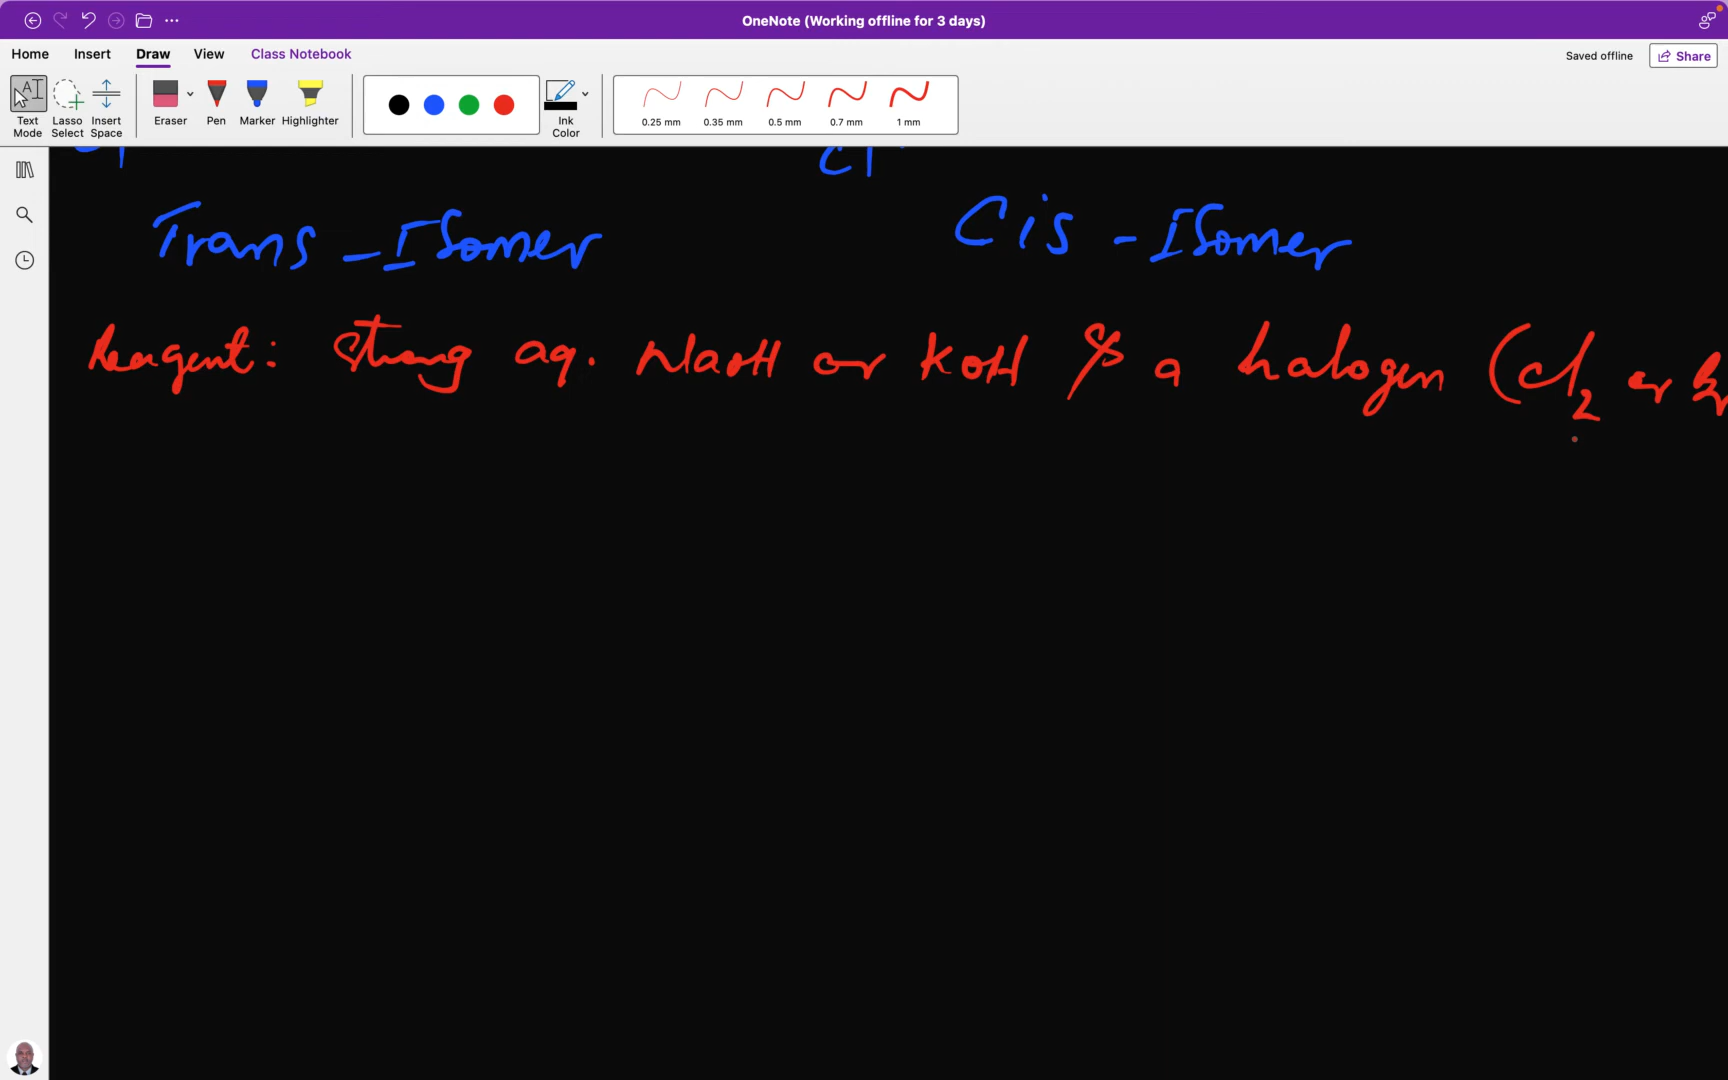 OneNote (Working offline for 3 days)
Home Insert Draw View Class Notebook
Saved offline Share
Text Mode
Lasso Select
Insert Space
Eraser
Pen
Marker
Highlighter
Ink Color
0.25 mm 0.35 mm 0.5 mm 0.7 mm 1 mm
Cl
Trans - Isomer Cis - Isomer
Reagent: Strong aq. NaOH or KOH & a halogen (Cl2 or Br